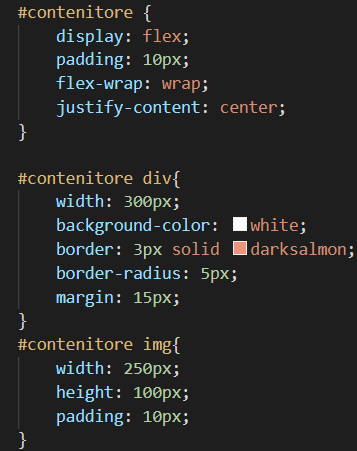 #contenitore {
    display: flex;
    padding: 10px;
    flex-wrap: wrap;
    justify-content: center;
}

#contenitore div{
    width: 300px;
    background-color: white;
    border: 3px solid darksalmon;
    border-radius: 5px;
    margin: 15px;
}
#contenitore img{
    width: 250px;
    height: 100px;
    padding: 10px;
}